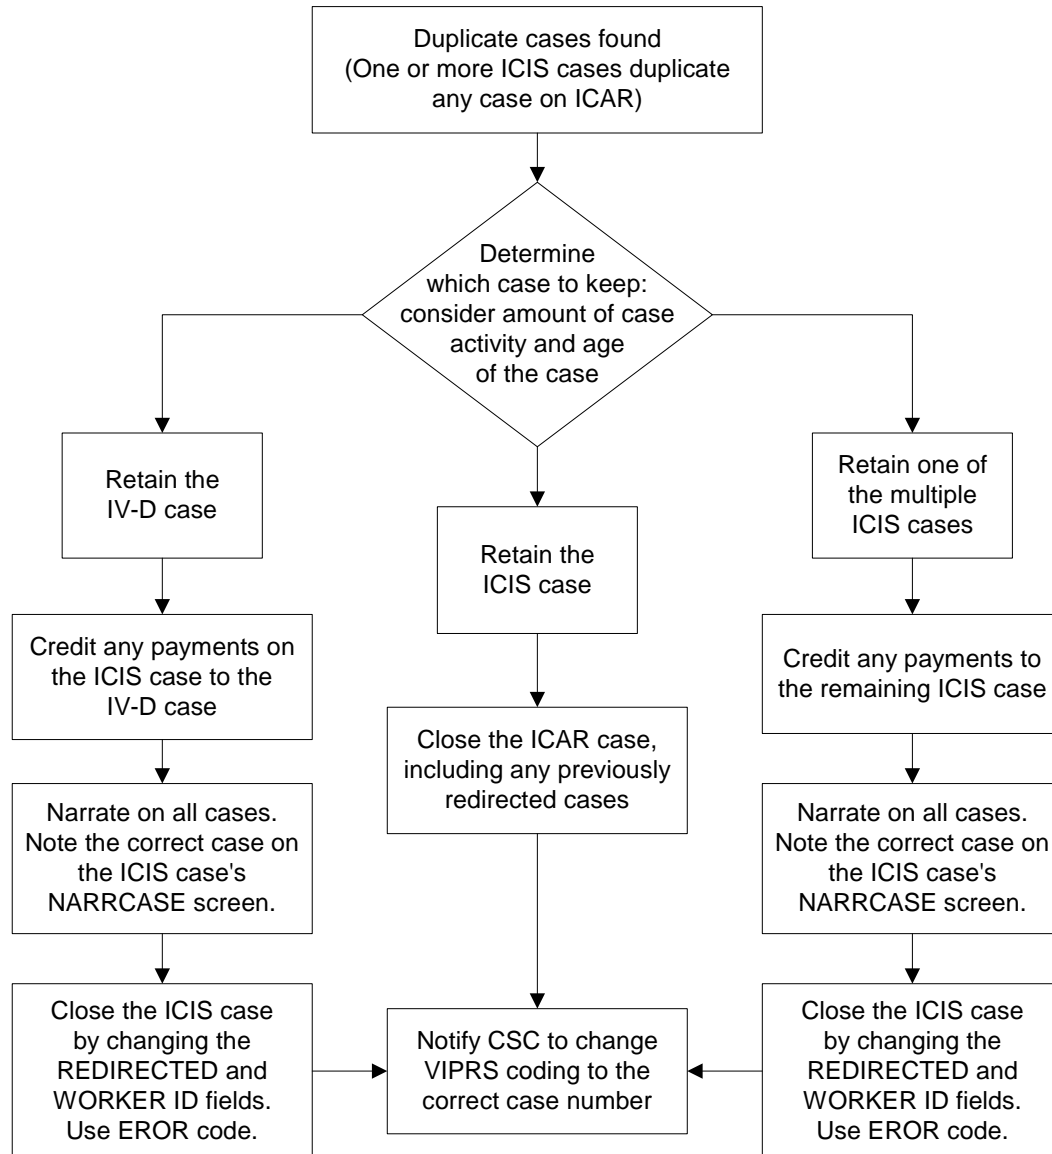 Duplicate cases found
(One or more ICIS cases duplicate
any case on ICAR)
Determine
which case to keep:
consider amount of case
activity and age
of the case
Retain the
IV-D case
Retain the
ICIS case
Retain one of
the multiple
ICIS cases
Credit any payments on
the ICIS case to the
IV-D case
Close the ICAR case,
including any previously
redirected cases
Credit any payments to
the remaining ICIS case
Narrate on all cases.
Note the correct case on
the ICIS case's
NARRCASE screen.
Narrate on all cases.
Note the correct case on
the ICIS case's
NARRCASE screen.
Close the ICIS case
by changing the
REDIRECTED and
WORKER ID fields.
Use EROR code.
Notify CSC to change
VIPRS coding to the
correct case number
Close the ICIS case
by changing the
REDIRECTED and
WORKER ID fields.
Use EROR code.